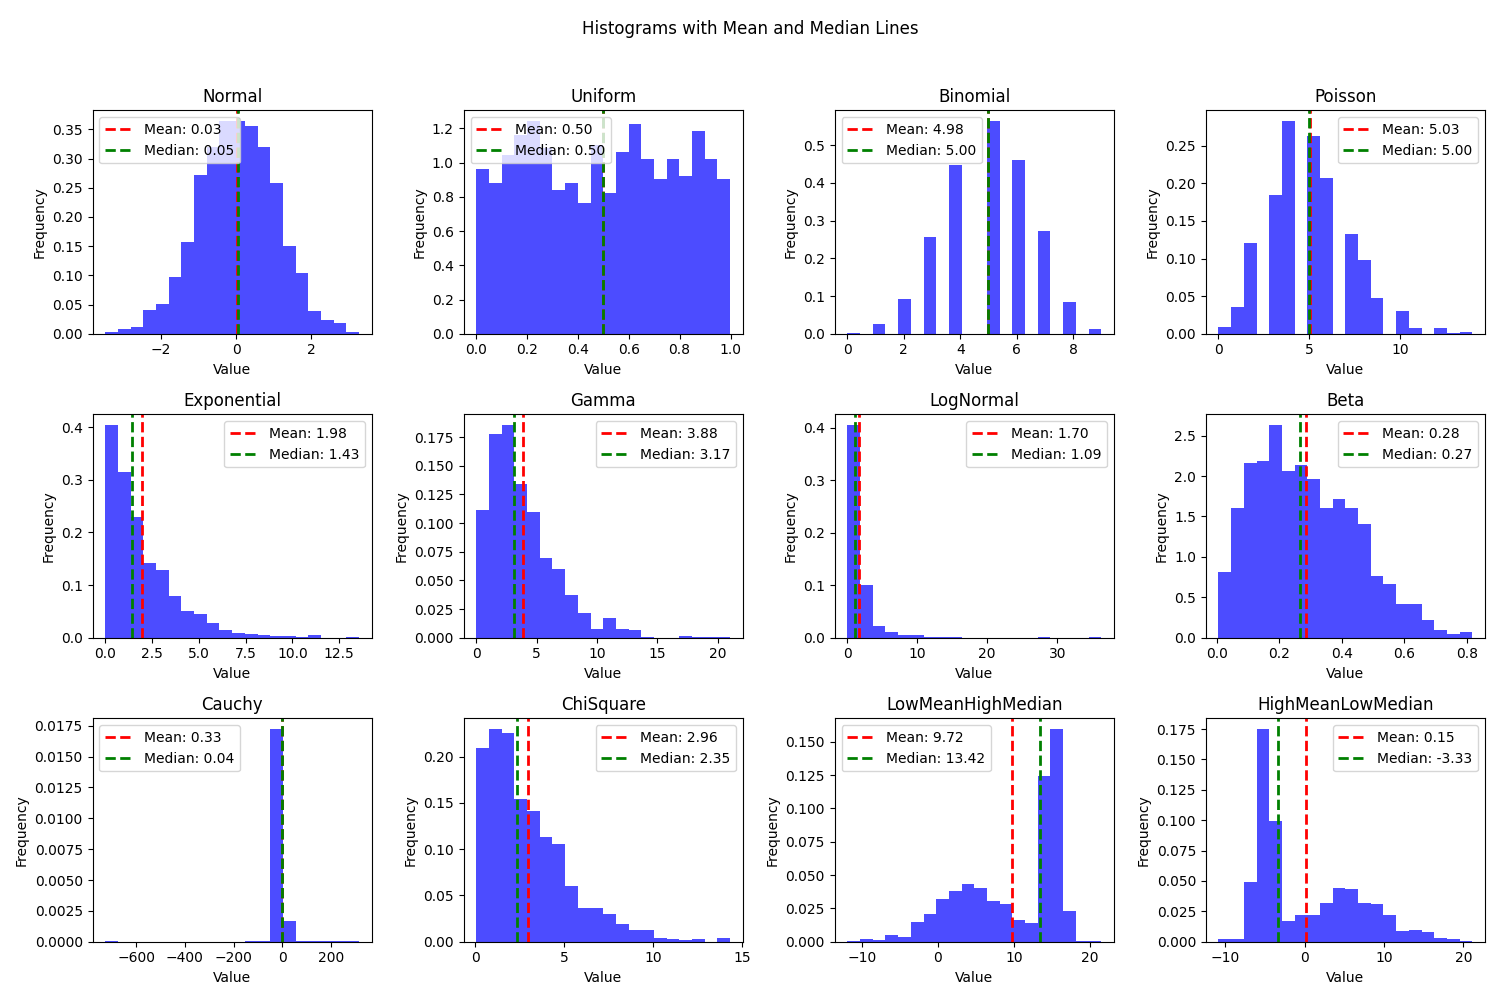 Histograms with Mean and Median Lines
Normal
Mean: 0.03
Median: 0.05
Frequency
0.35
0.30
0.25
0.20
0.15
0.10
0.05
0.00
−2 0 2
Value
Uniform
Mean: 0.50
Median: 0.50
Frequency
1.2
1.0
0.8
0.6
0.4
0.2
0.0
0.0 0.2 0.4 0.6 0.8 1.0
Value
Binomial
Mean: 4.98
Median: 5.00
Frequency
0.5
0.4
0.3
0.2
0.1
0.0
0 2 4 6 8
Value
Poisson
Mean: 5.03
Median: 5.00
Frequency
0.25
0.20
0.15
0.10
0.05
0.00
0 5 10
Value
Exponential
Mean: 1.98
Median: 1.43
Frequency
0.4
0.3
0.2
0.1
0.0
0.0 2.5 5.0 7.5 10.0 12.5
Value
Gamma
Mean: 3.88
Median: 3.17
Frequency
0.175
0.150
0.125
0.100
0.075
0.050
0.025
0.000
0 5 10 15 20
Value
LogNormal
Mean: 1.70
Median: 1.09
Frequency
0.4
0.3
0.2
0.1
0.0
0 10 20 30
Value
Beta
Mean: 0.28
Median: 0.27
Frequency
2.5
2.0
1.5
1.0
0.5
0.0
0.0 0.2 0.4 0.6 0.8
Value
Cauchy
Mean: 0.33
Median: 0.04
Frequency
0.0175
0.0150
0.0125
0.0100
0.0075
0.0050
0.0025
0.0000
−600 −400 −200 0 200
Value
ChiSquare
Mean: 2.96
Median: 2.35
Frequency
0.20
0.15
0.10
0.05
0.00
0 5 10 15
Value
LowMeanHighMedian
Mean: 9.72
Median: 13.42
Frequency
0.150
0.125
0.100
0.075
0.050
0.025
0.000
−10 0 10 20
Value
HighMeanLowMedian
Mean: 0.15
Median: -3.33
Frequency
0.175
0.150
0.125
0.100
0.075
0.050
0.025
0.000
−10 0 10 20
Value